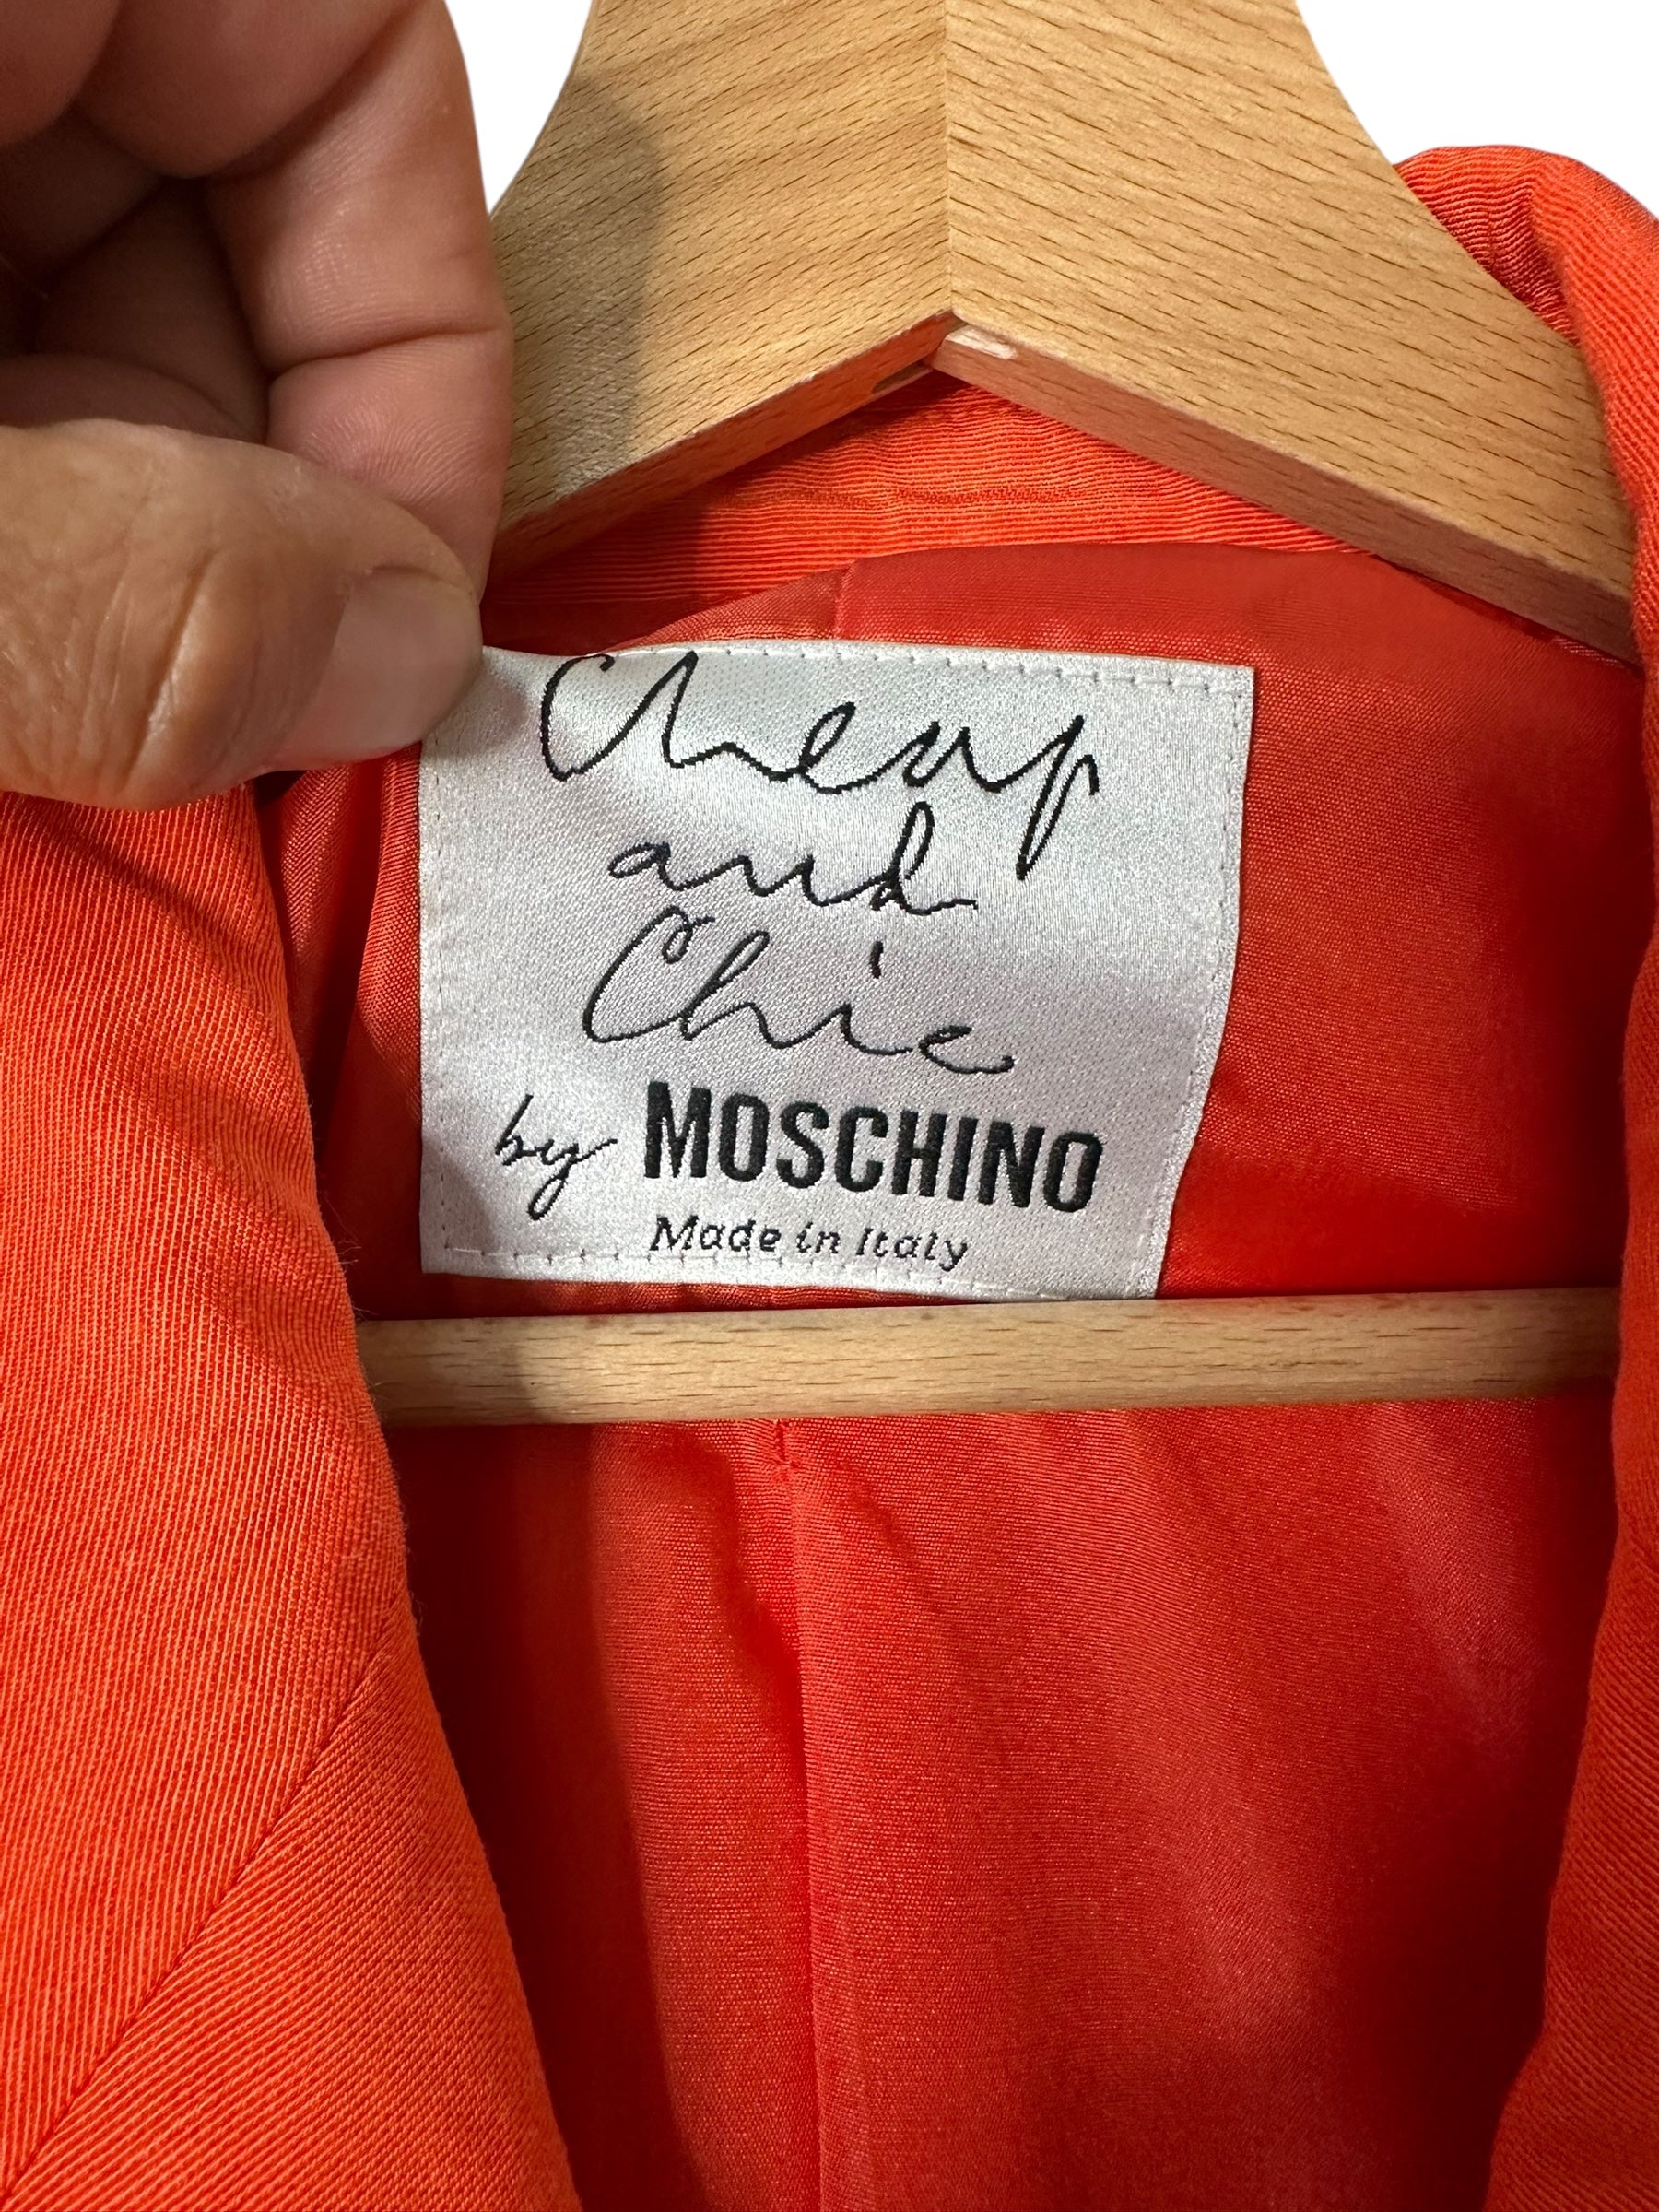 Cheap
and
Chic
by MOSCHINO
Made in Italy